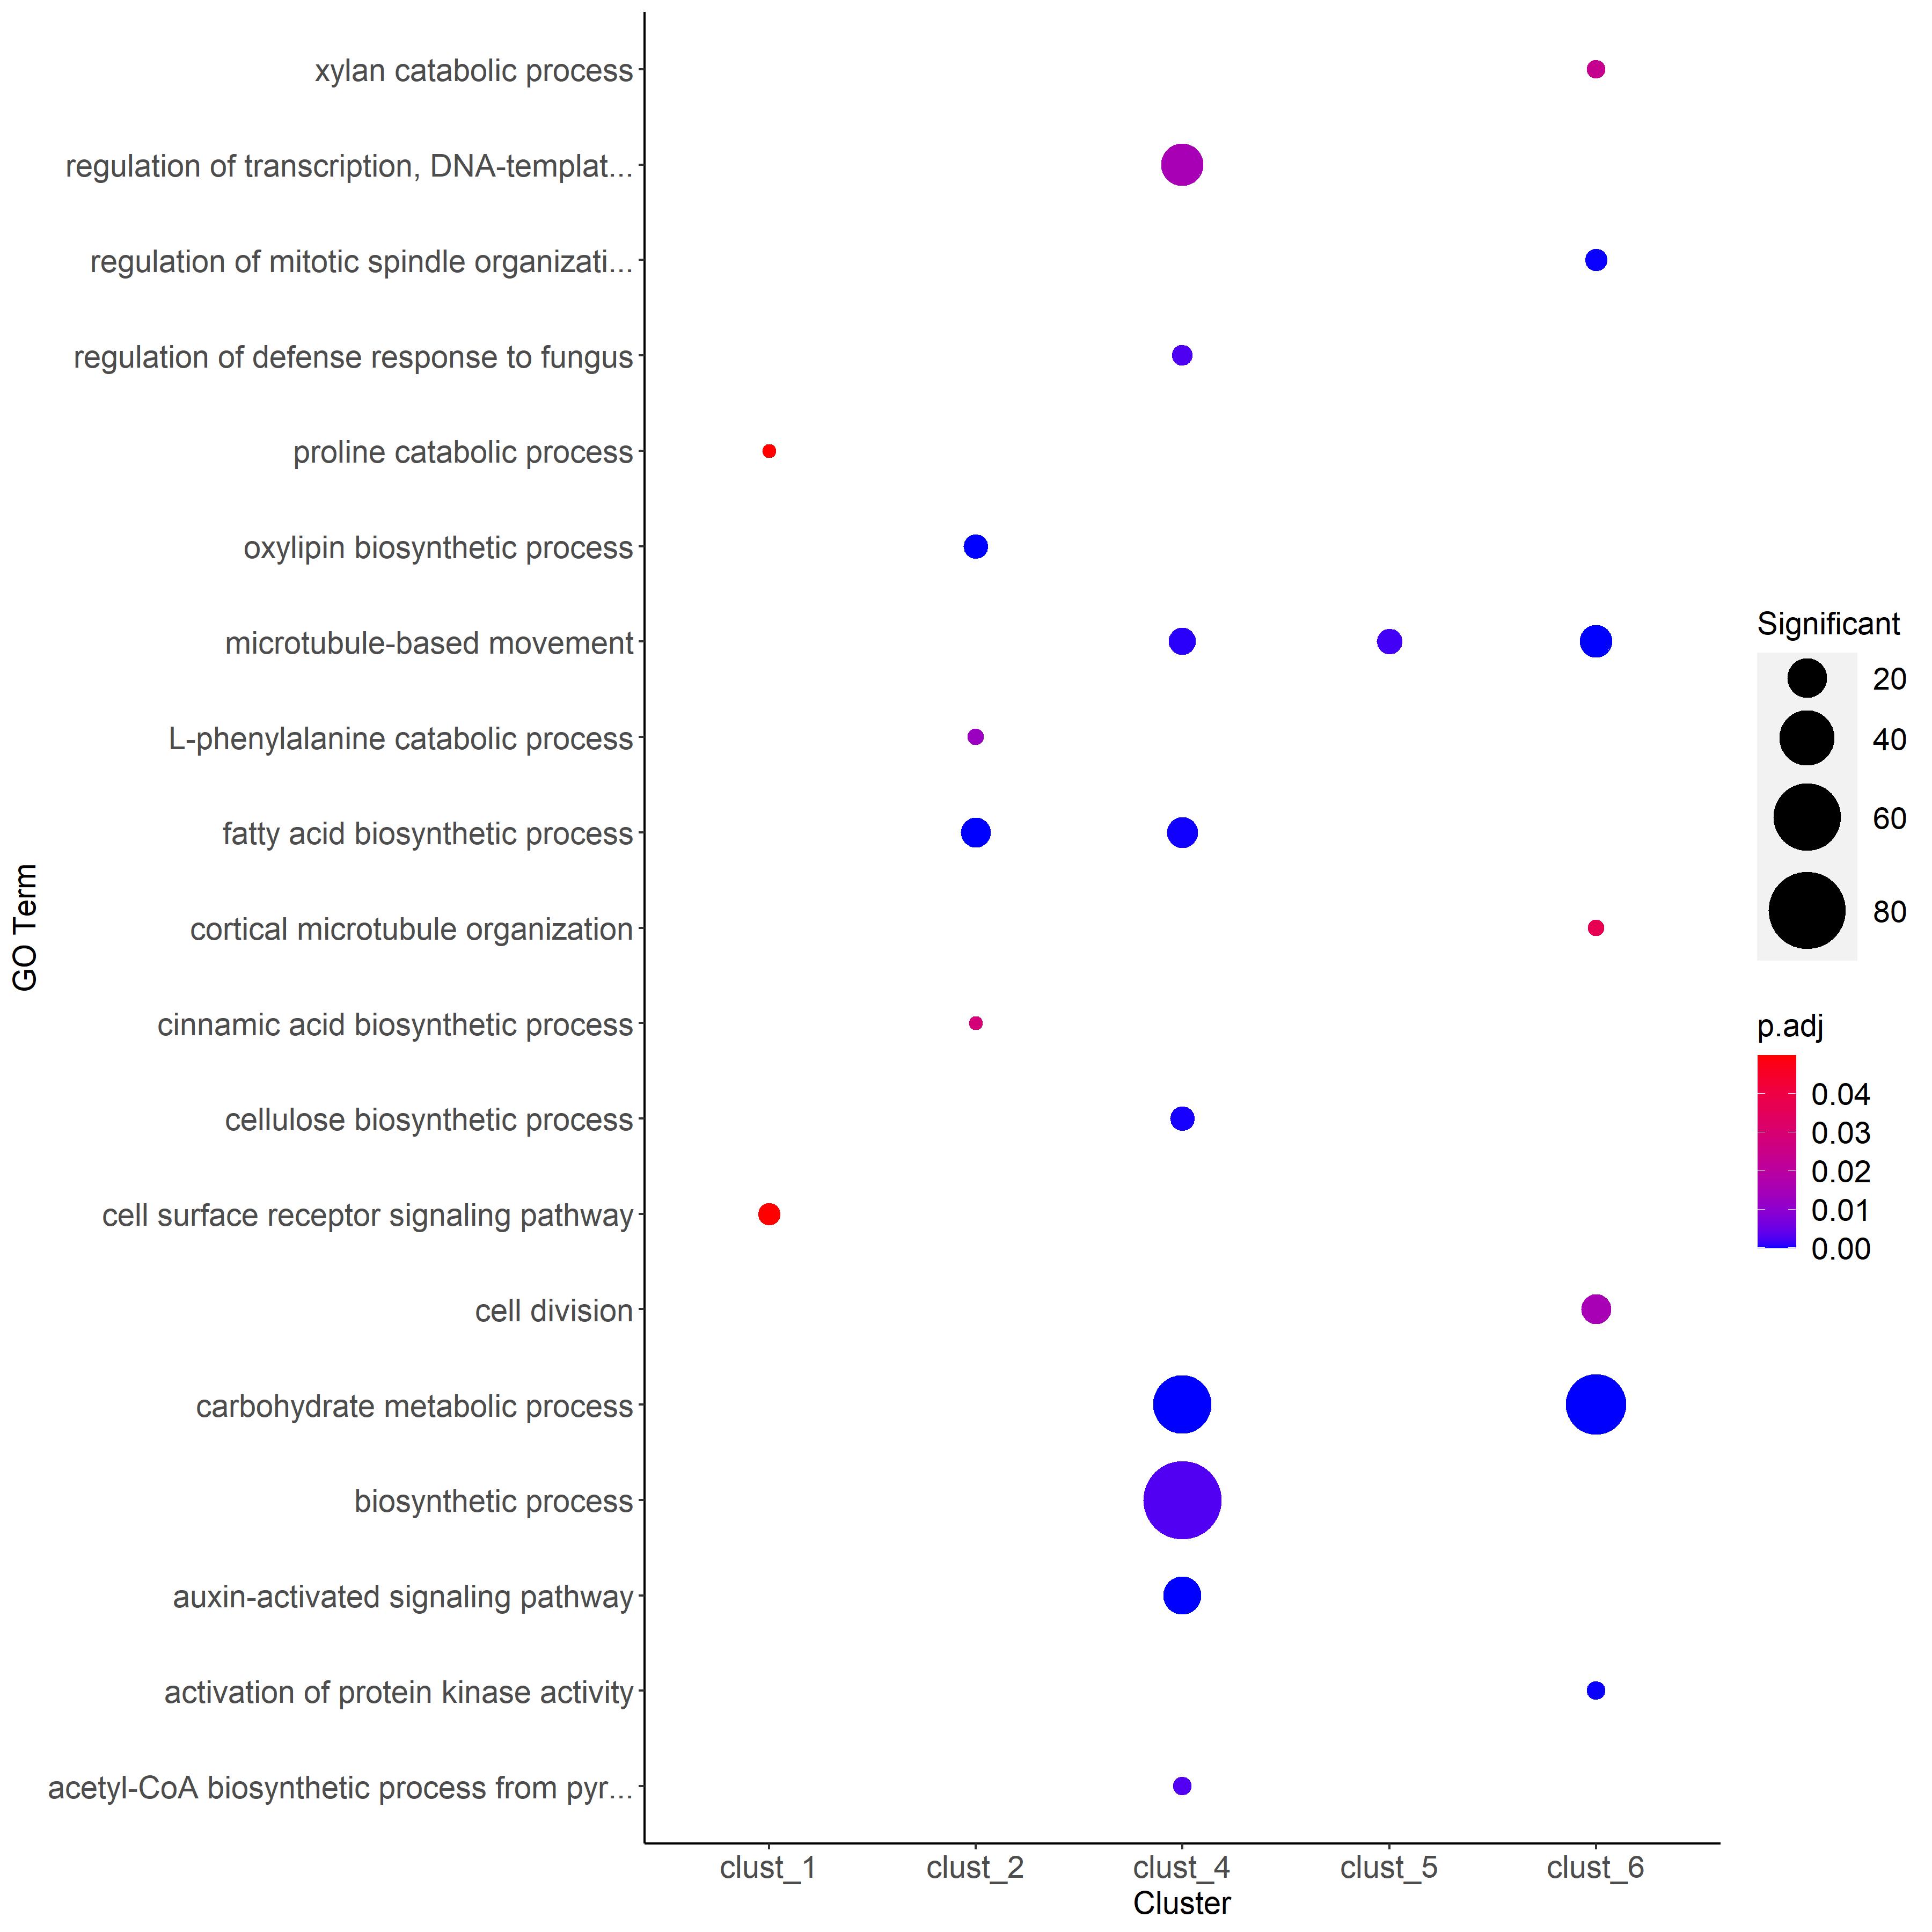 xylan catabolic process
regulation of transcription, DNA-templat...
regulation of mitotic spindle organizati...
regulation of defense response to fungus
proline catabolic process
oxylipin biosynthetic process
microtubule-based movement
L-phenylalanine catabolic process
fatty acid biosynthetic process
cortical microtubule organization
cinnamic acid biosynthetic process
cellulose biosynthetic process
cell surface receptor signaling pathway
cell division
carbohydrate metabolic process
biosynthetic process
auxin-activated signaling pathway
activation of protein kinase activity
acetyl-CoA biosynthetic process from pyr...
GO Term
clust_1
clust_2
clust_4
clust_5
clust_6
Cluster
Significant
20
40
60
80
p.adj
0.04
0.03
0.02
0.01
0.00